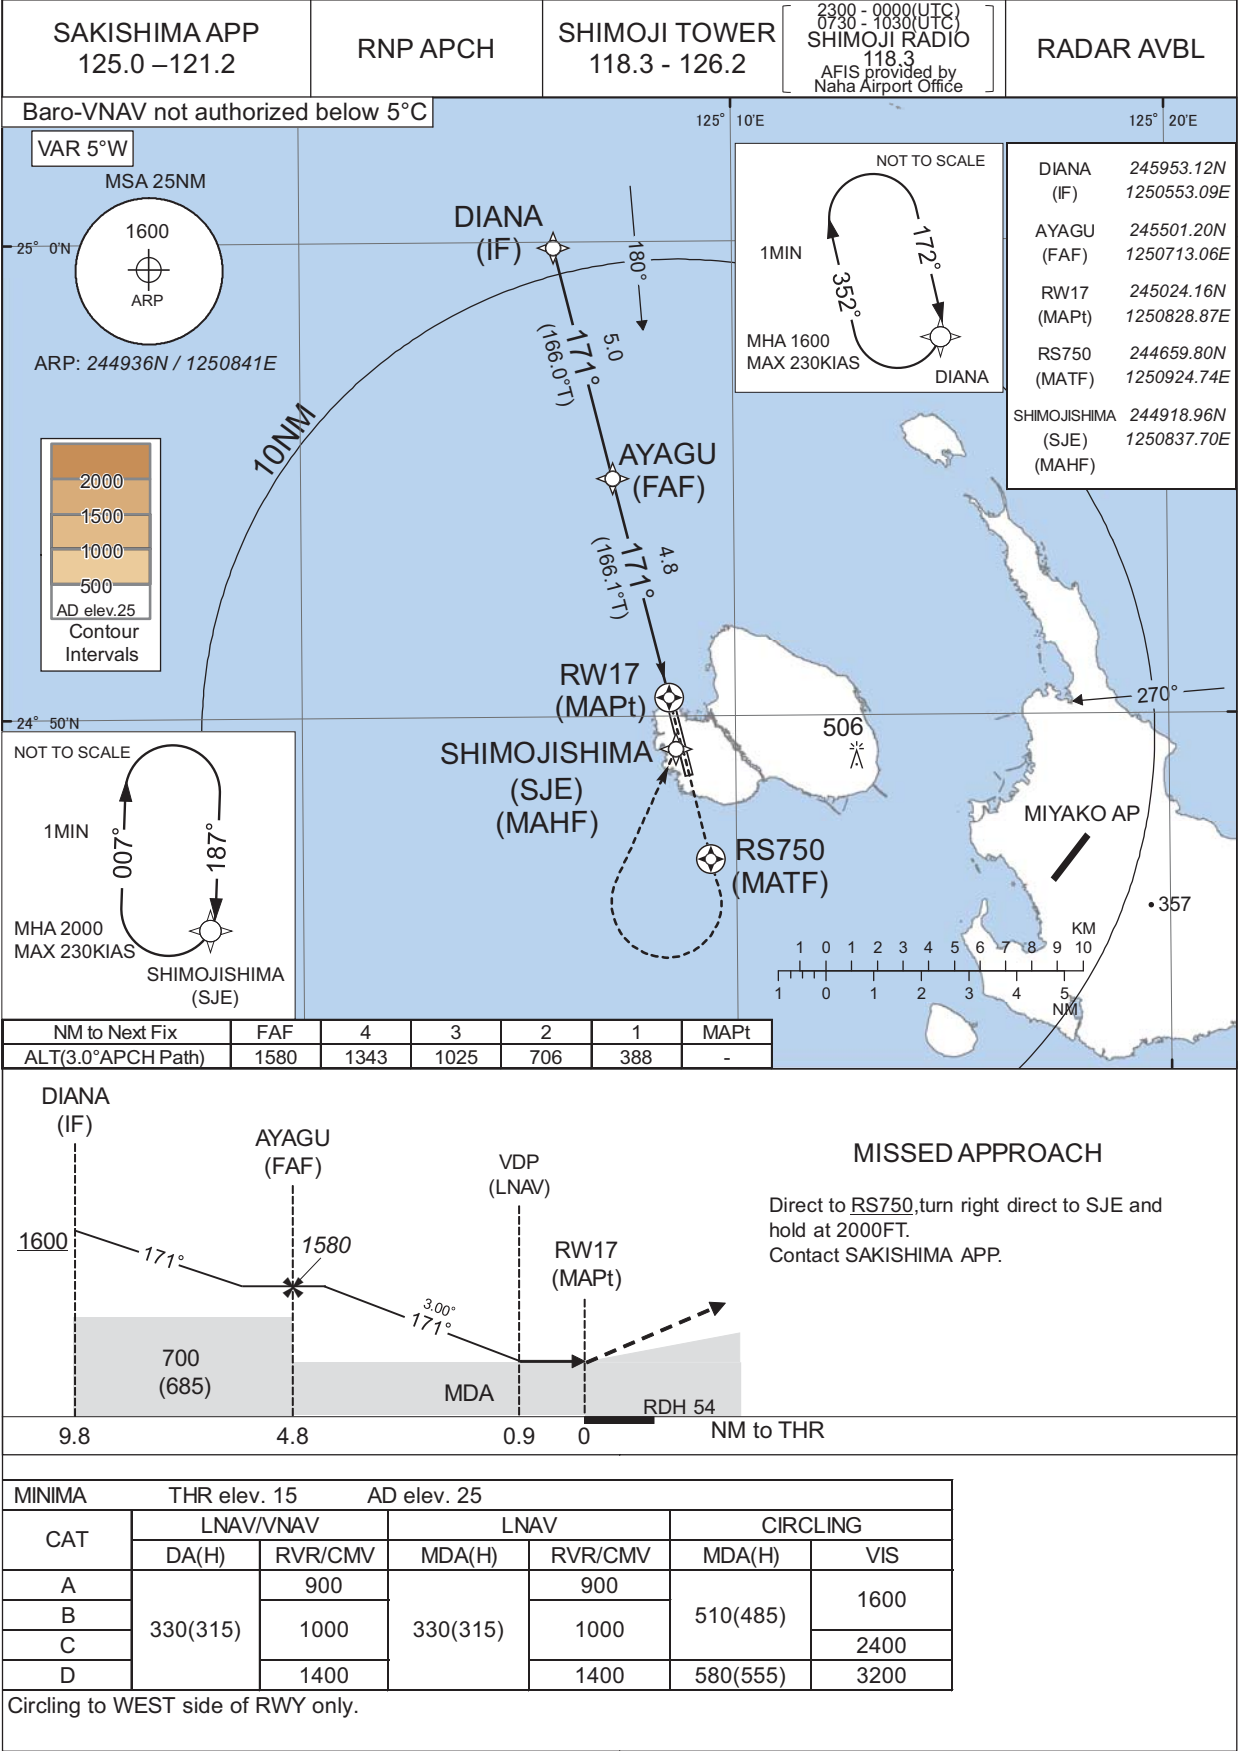 SAKISHIMA APP
125.0 –121.2
RNP APCH
SHIMOJI TOWER
118.3 - 126.2
2300 - 0000(UTC)
0730 - 1030(UTC)
SHIMOJI RADIO
118.3
AFIS provided by
Naha Airport Office
RADAR AVBL
Baro-VNAV not authorized below 5°C
125° 10'E
125° 20'E
VAR 5°W
MSA 25NM
1600
ARP
ARP: 244936N / 1250841E
25° 0'N
DIANA
(IF)
180°
NOT TO SCALE
1MIN
172°
352°
MHA 1600
MAX 230KIAS
DIANA
DIANA 245953.12N
(IF) 1250553.09E
AYAGU 245501.20N
(FAF) 1250713.06E
RW17 245024.16N
(MAPt) 1250828.87E
RS750 244659.80N
(MATF) 1250924.74E
SHIMOJISHIMA 244918.96N
(SJE) 1250837.70E
(MAHF)
5.0
171°
(166.0°T)
10NM
2000
1500
1000
500
AD elev.25
Contour
Intervals
AYAGU
(FAF)
4.8
171°
(166.1°T)
RW17
(MAPt)
270°
24° 50'N
506
SHIMOJISHIMA
(SJE)
(MAHF)
NOT TO SCALE
1MIN
007°
187°
MHA 2000
MAX 230KIAS
SHIMOJISHIMA
(SJE)
MIYAKO AP
RS750
(MATF)
357
KM
1 0 1 2 3 4 5 6 7 8 9 10
1 0 1 2 3 4 5
NM
NM to Next Fix FAF 4 3 2 1 MAPt
ALT(3.0°APCH Path) 1580 1343 1025 706 388 -
DIANA
(IF)
AYAGU
(FAF)
VDP
(LNAV)
RW17
(MAPt)
1600
171°
1580
3.00°
171°
700
(685)
MDA
RDH 54
9.8 4.8 0.9 0 NM to THR
MISSED APPROACH
Direct to RS750,turn right direct to SJE and
hold at 2000FT.
Contact SAKISHIMA APP.
MINIMA THR elev. 15 AD elev. 25
CAT LNAV/VNAV LNAV CIRCLING
DA(H) RVR/CMV MDA(H) RVR/CMV MDA(H) VIS
A 900 900 1600
B 330(315) 1000 330(315) 1000 510(485)
C 2400
D 1400 1400 580(555) 3200
Circling to WEST side of RWY only.